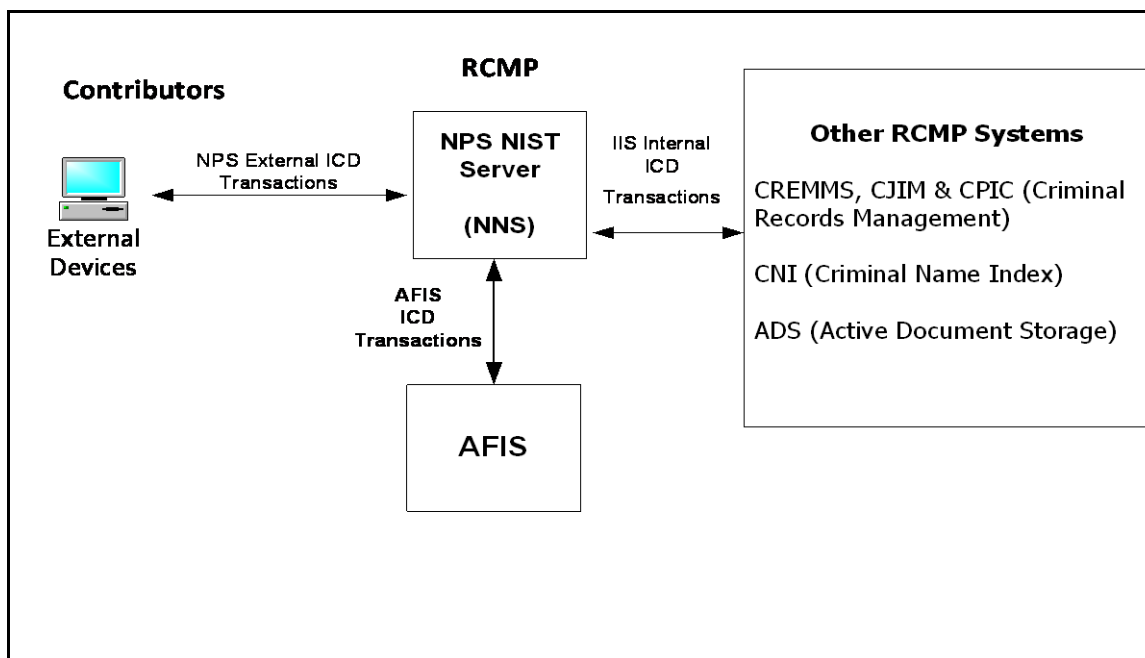 Contributors
External
Devices
NPS External ICD
Transactions
RCMP
NPS NIST
Server
(NNS)
AFIS
ICD
Transactions
AFIS
IIS Internal
ICD
Transactions
Other RCMP Systems
CREMMS, CJIM & CPIC (Criminal
Records Management)
CNI (Criminal Name Index)
ADS (Active Document Storage)